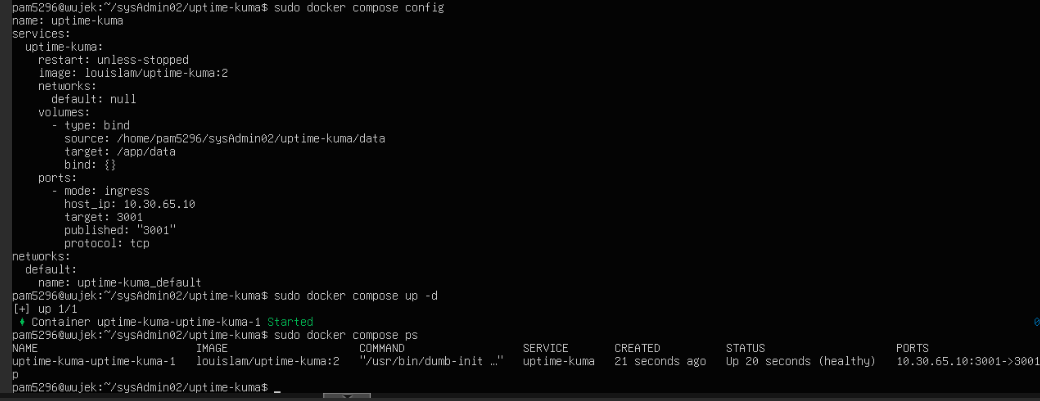 pam5296@wujek:~/sysAdmin02/uptime-kuma$ sudo docker compose config
name: uptime-kuma
services:
  uptime-kuma:
    restart: unless-stopped
    image: louislam/uptime-kuma:2
    networks:
      default: null
    volumes:
      - type: bind
        source: /home/pam5296/sysAdmin02/uptime-kuma/data
        target: /app/data
        bind: {}
    ports:
      - mode: ingress
        host_ip: 10.30.65.10
        target: 3001
        published: "3001"
        protocol: tcp
networks:
  default:
    name: uptime-kuma_default
pam5296@wujek:~/sysAdmin02/uptime-kuma$ sudo docker compose up -d
[+] up 1/1
 ♦ Container uptime-kuma-uptime-kuma-1 Started 0
pam5296@wujek:~/sysAdmin02/uptime-kuma$ sudo docker compose ps
NAME IMAGE COMMAND SERVICE CREATED STATUS PORTS
uptime-kuma-uptime-kuma-1 louislam/uptime-kuma:2 "/usr/bin/dumb-init …" uptime-kuma 21 seconds ago Up 20 seconds (healthy) 10.30.65.10:3001->3001
p
pam5296@wujek:~/sysAdmin02/uptime-kuma$ _